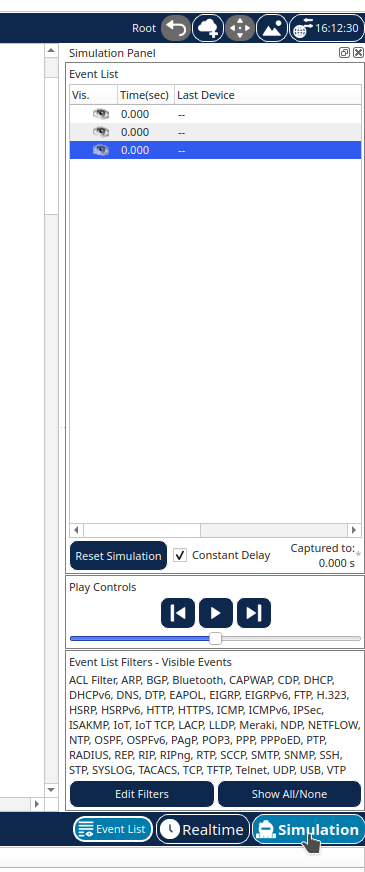 Root 16:12:30
Simulation Panel
Event List
Vis. Time(sec) Last Device
0.000 --
0.000 --
0.000 --
Reset Simulation Constant Delay Captured to:
0.000 s
*
Play Controls
Event List Filters - Visible Events
ACL Filter, ARP, BGP, Bluetooth, CAPWAP, CDP, DHCP,
DHCPv6, DNS, DTP, EAPOL, EIGRP, EIGRPv6, FTP, H.323,
HSRP, HSRPv6, HTTP, HTTPS, ICMP, ICMPv6, IPSec,
ISAKMP, IoT, IoT TCP, LACP, LLDP, Meraki, NDP, NETFLOW,
NTP, OSPF, OSPFv6, PAgP, POP3, PPP, PPPoED, PTP,
RADIUS, REP, RIP, RIPng, RTP, SCCP, SMTP, SNMP, SSH,
STP, SYSLOG, TACACS, TCP, TFTP, Telnet, UDP, USB, VTP
Edit Filters Show All/None
Event List Realtime Simulation